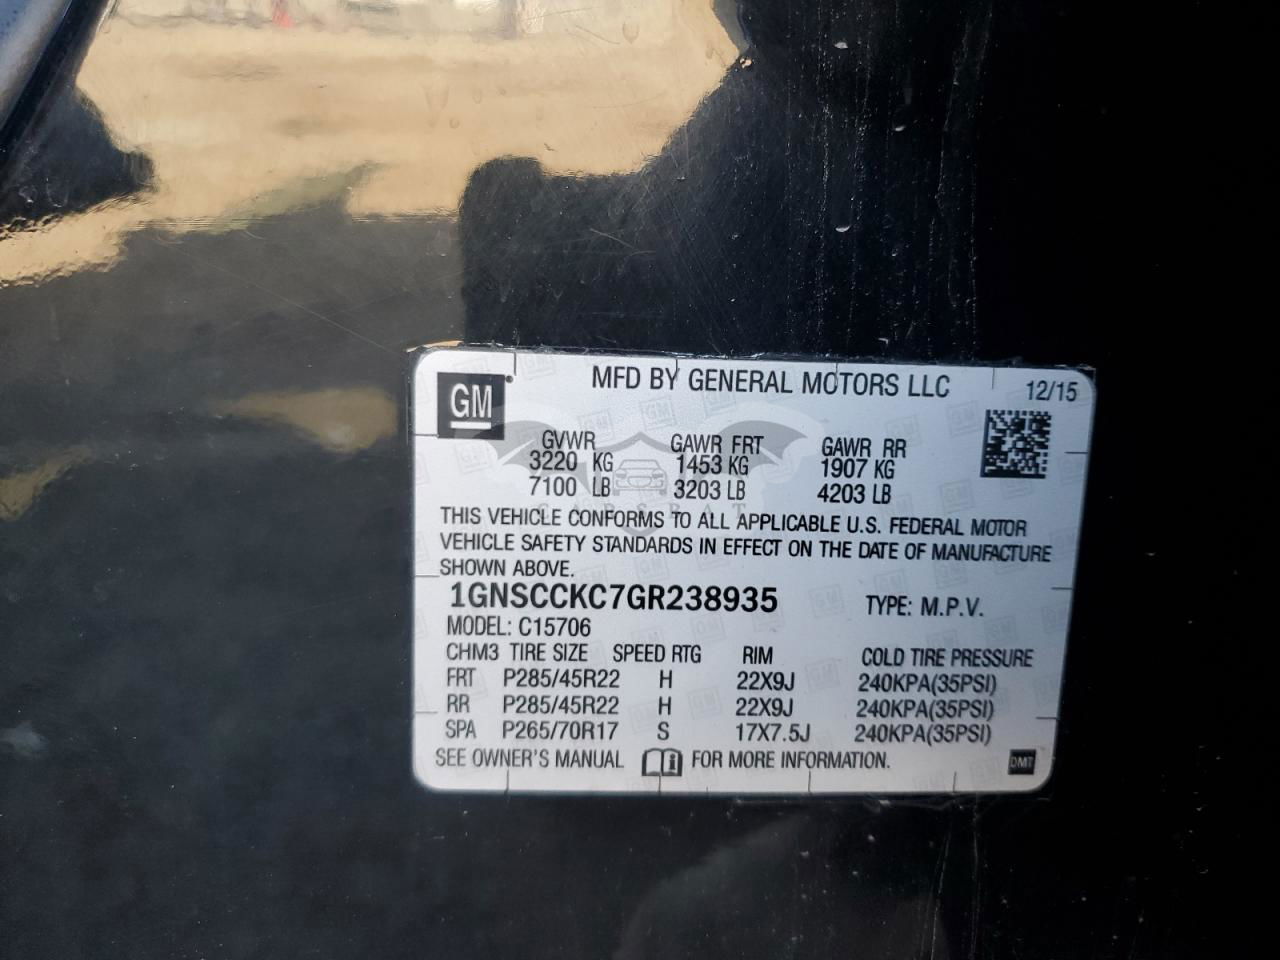 GM
MFD BY GENERAL MOTORS LLC 12/15
GVWR GAWR FRT GAWR RR
3220 KG 1453 KG 1907 KG
7100 LB 3203 LB 4203 LB
CARSBAT
THIS VEHICLE CONFORMS TO ALL APPLICABLE U.S. FEDERAL MOTOR
VEHICLE SAFETY STANDARDS IN EFFECT ON THE DATE OF MANUFACTURE
SHOWN ABOVE.
1GNSCCKC7GR238935 TYPE: M.P.V.
MODEL: C15706
CHM3 TIRE SIZE SPEED RTG RIM COLD TIRE PRESSURE
FRT P285/45R22 H 22X9J 240KPA(35PSI)
RR P285/45R22 H 22X9J 240KPA(35PSI)
SPA P265/70R17 S 17X7.5J 240KPA(35PSI)
SEE OWNER'S MANUAL FOR MORE INFORMATION.
DMT